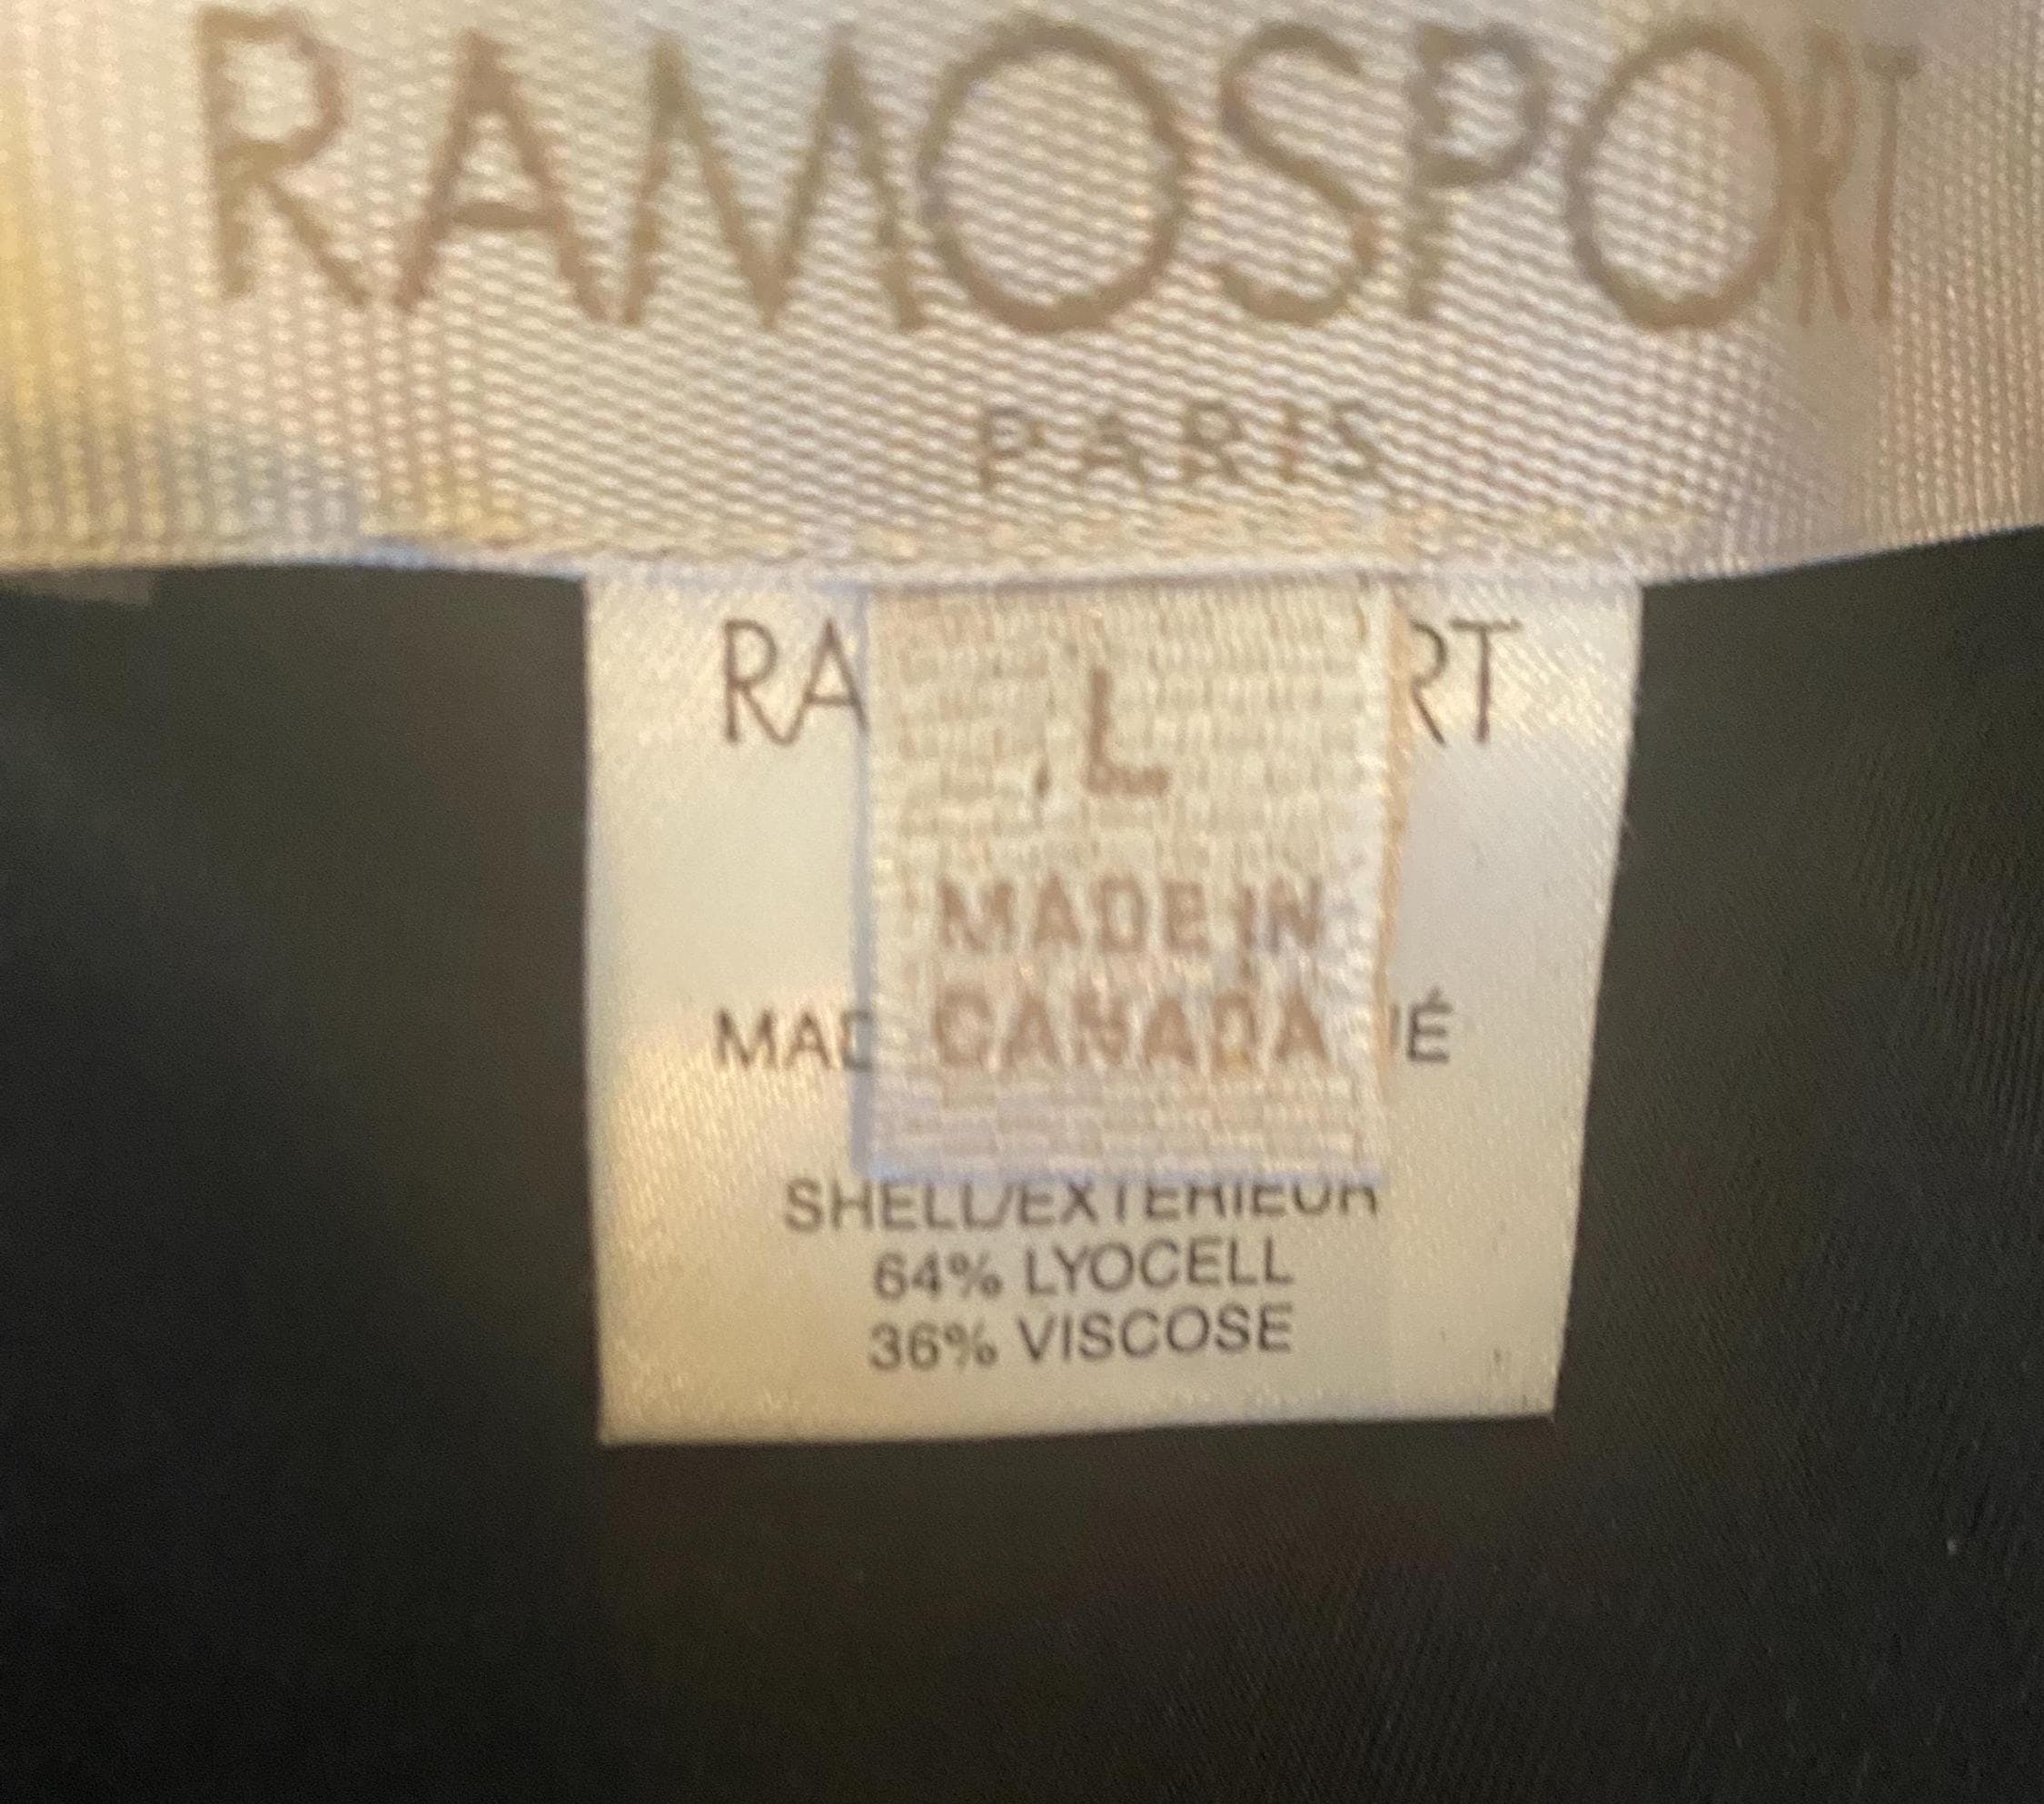 RAMOSPORT
PARIS
RA RT
L
MADE IN
CANADA
MAD É
SHELL/EXTERIEUR
64% LYOCELL
36% VISCOSE